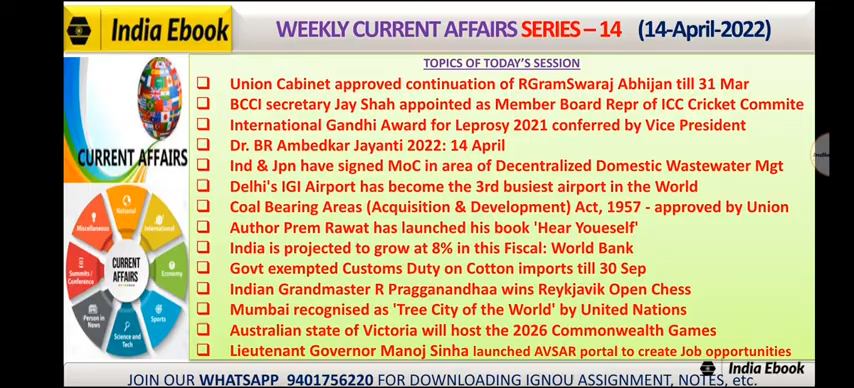 India Ebook
WEEKLY CURRENT AFFAIRS SERIES – 14 (14-April-2022)
TOPICS OF TODAY'S SESSION
Union Cabinet approved continuation of RGramSwaraj Abhijan till 31 Mar
BCCI secretary Jay Shah appointed as Member Board Repr of ICC Cricket Commite
International Gandhi Award for Leprosy 2021 conferred by Vice President
Dr. BR Ambedkar Jayanti 2022: 14 April
Ind & Jpn have signed MoC in area of Decentralized Domestic Wastewater Mgt
Delhi's IGI Airport has become the 3rd busiest airport in the World
Coal Bearing Areas (Acquisition & Development) Act, 1957 - approved by Union
Author Prem Rawat has launched his book 'Hear Youeself'
India is projected to grow at 8% in this Fiscal: World Bank
Govt exempted Customs Duty on Cotton imports till 30 Sep
Indian Grandmaster R Pragganandhaa wins Reykjavik Open Chess
Mumbai recognised as 'Tree City of the World' by United Nations
Australian state of Victoria will host the 2026 Commonwealth Games
Lieutenant Governor Manoj Sinha launched AVSAR portal to create Job opportunities
CURRENT AFFAIRS
National
International
Economy
Sports
Science and
Tech
Person in
News
Summits /
Conference
Miscellaneous
CURRENT
AFFAIRS
India Ebook
JOIN OUR WHATSAPP 9401756220 FOR DOWNLOADING IGNOU ASSIGNMENT, NOTES, etc.